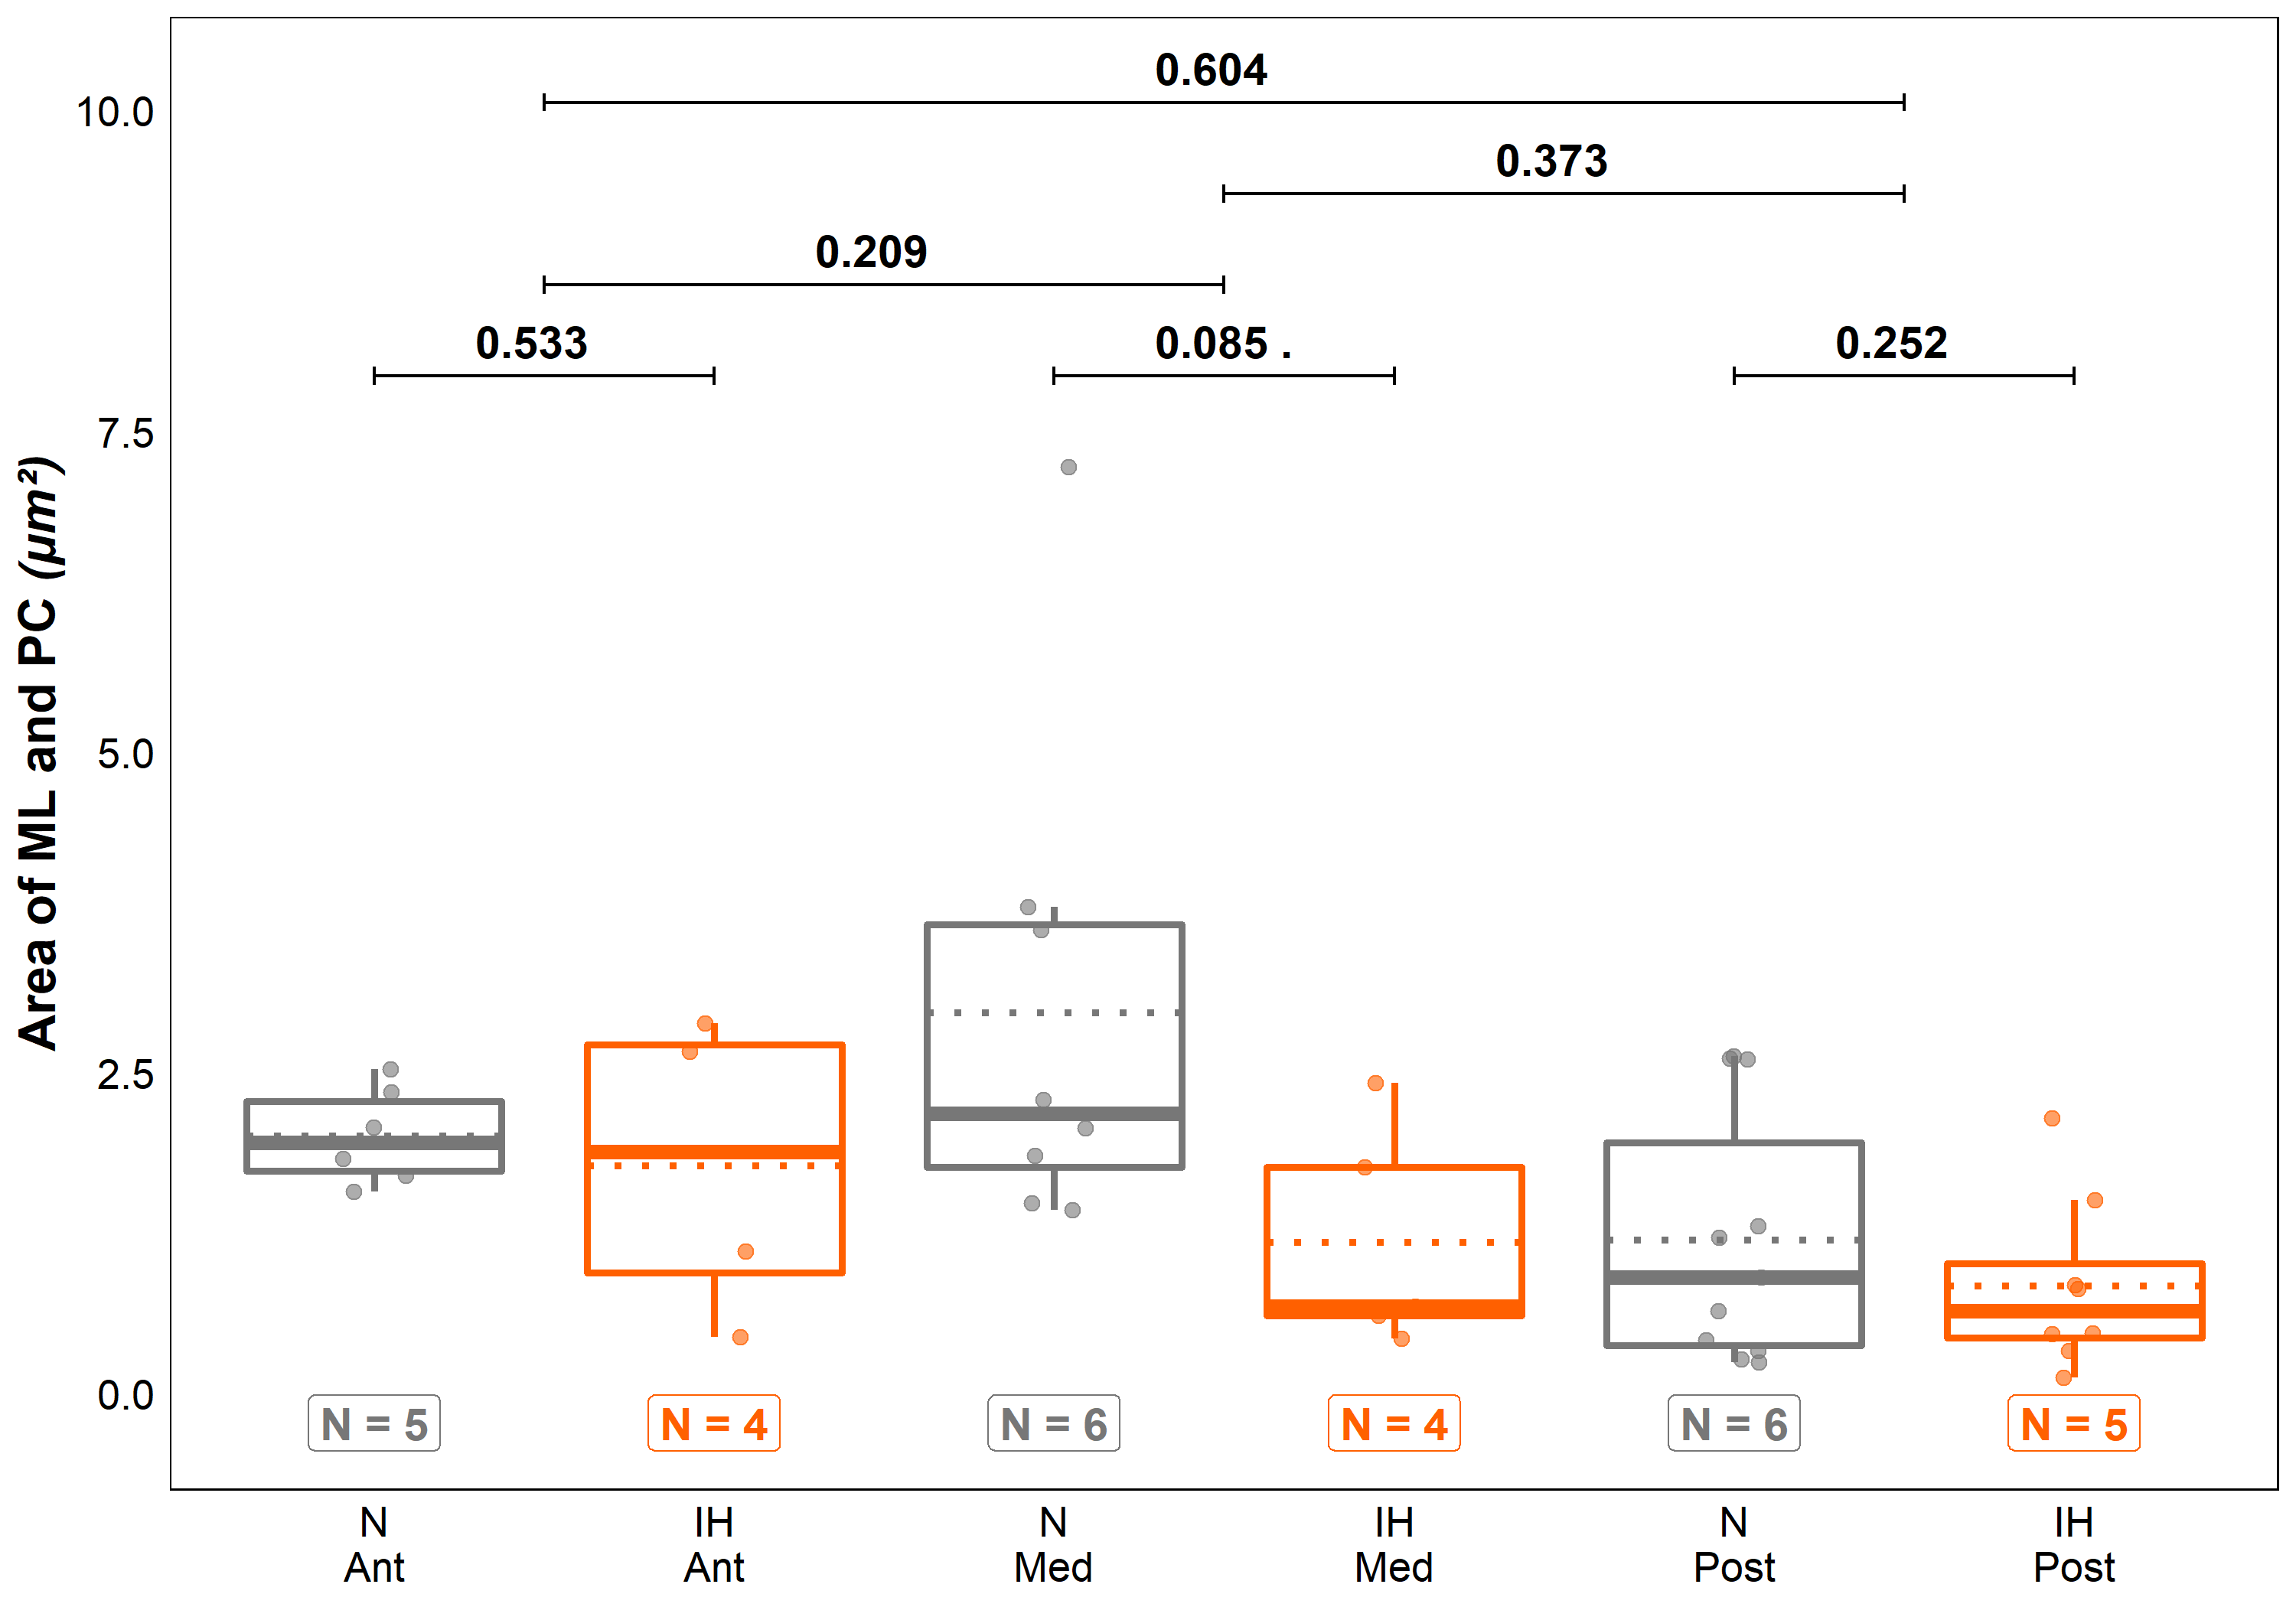 Area of ML and PC (μm²)
10.0
7.5
5.0
2.5
0.0
0.604
0.373
0.209
0.533
0.085 .
0.252
N = 5
N = 4
N = 6
N = 4
N = 6
N = 5
N
Ant
IH
Ant
N
Med
IH
Med
N
Post
IH
Post